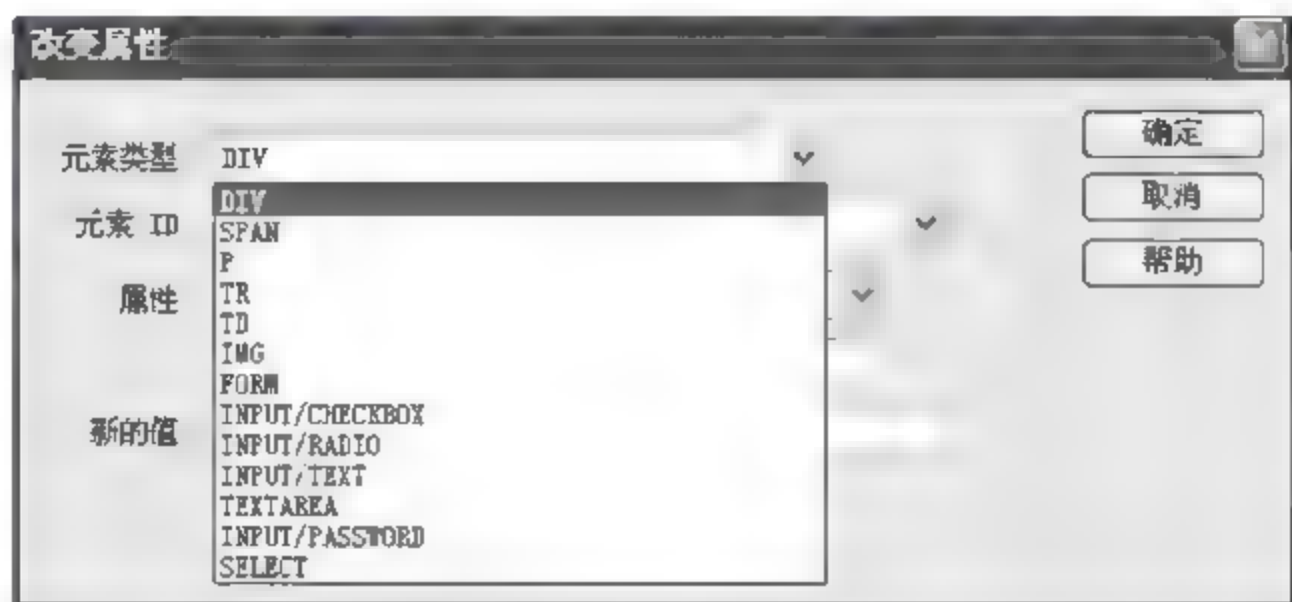 改变属性
元素类型 DIV
确定
DIV
取消
元素 ID
SPAN
P
帮助
属性
TR
TD
IMG
FORM
INPUT/CHECKBOX
新的值
INPUT/RADIO
INPUT/TEXT
TEXTAREA
INPUT/PASSWORD
SELECT